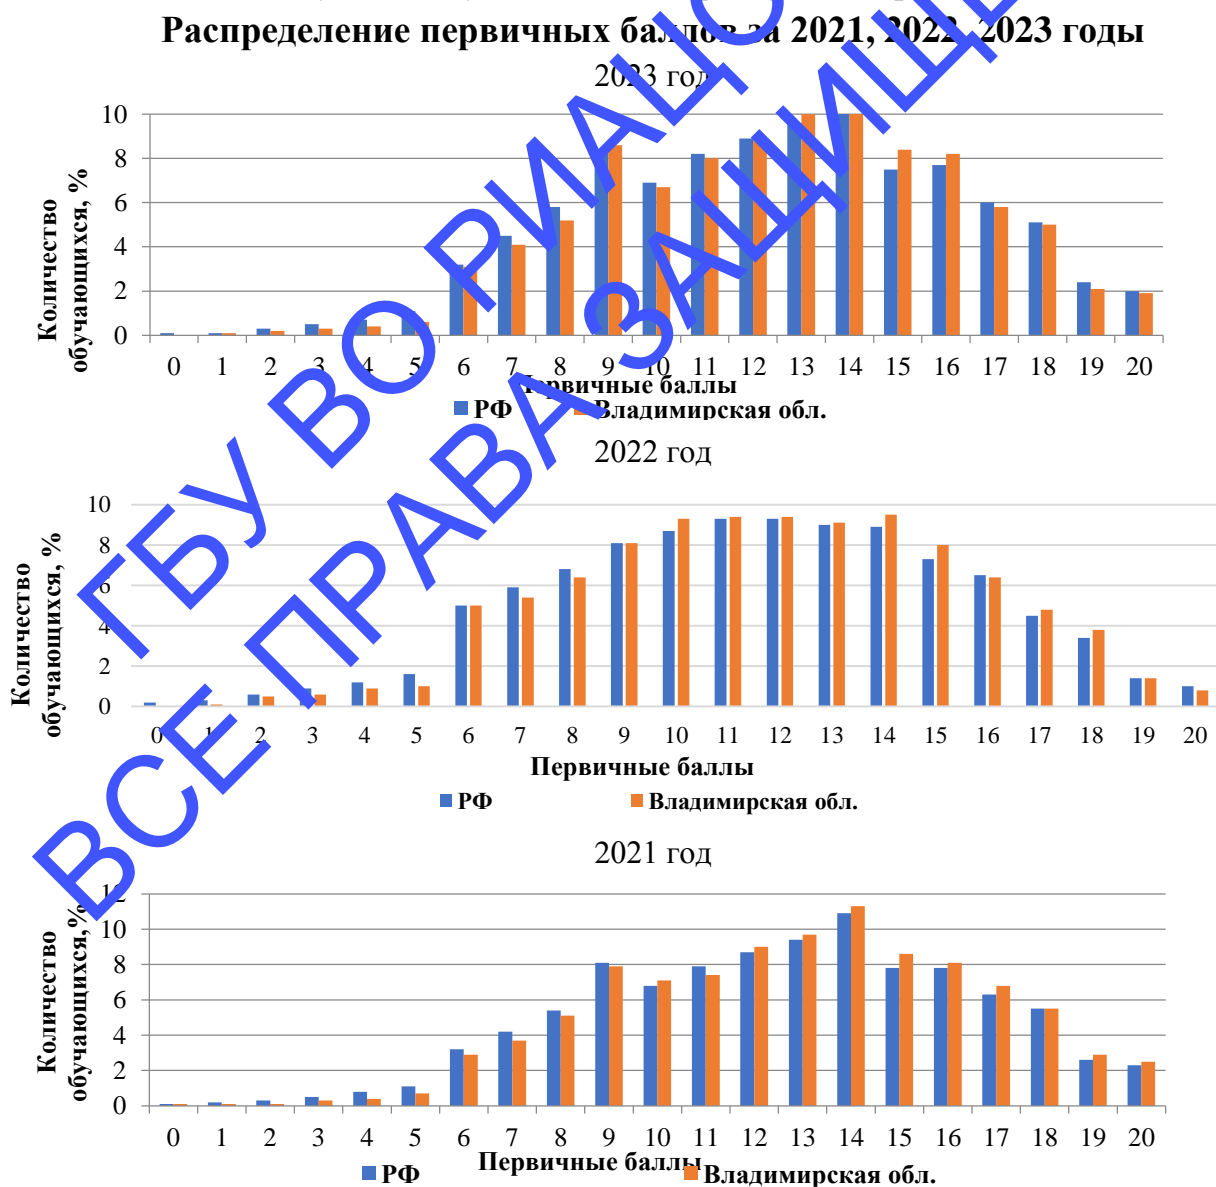 Распределение первичных баллов за 2021, 2022, 2023 годы
2023 год
10
8
6
4
2
0
Количество
обучающихся, %
0 1 2 3 4 5 6 7 8 9 10 11 12 13 14 15 16 17 18 19 20
Первичные баллы
РФ Владимирская обл.
2022 год
10
8
6
4
2
0
Количество
обучающихся, %
0 1 2 3 4 5 6 7 8 9 10 11 12 13 14 15 16 17 18 19 20
Первичные баллы
РФ Владимирская обл.
2021 год
12
10
8
6
4
2
0
Количество
обучающихся,%
0 1 2 3 4 5 6 7 8 9 10 11 12 13 14 15 16 17 18 19 20
Первичные баллы
РФ Владимирская обл.
ГБУ ВО РИАЦО
ВСЕ ПРАВА ЗАЩИЩЕ